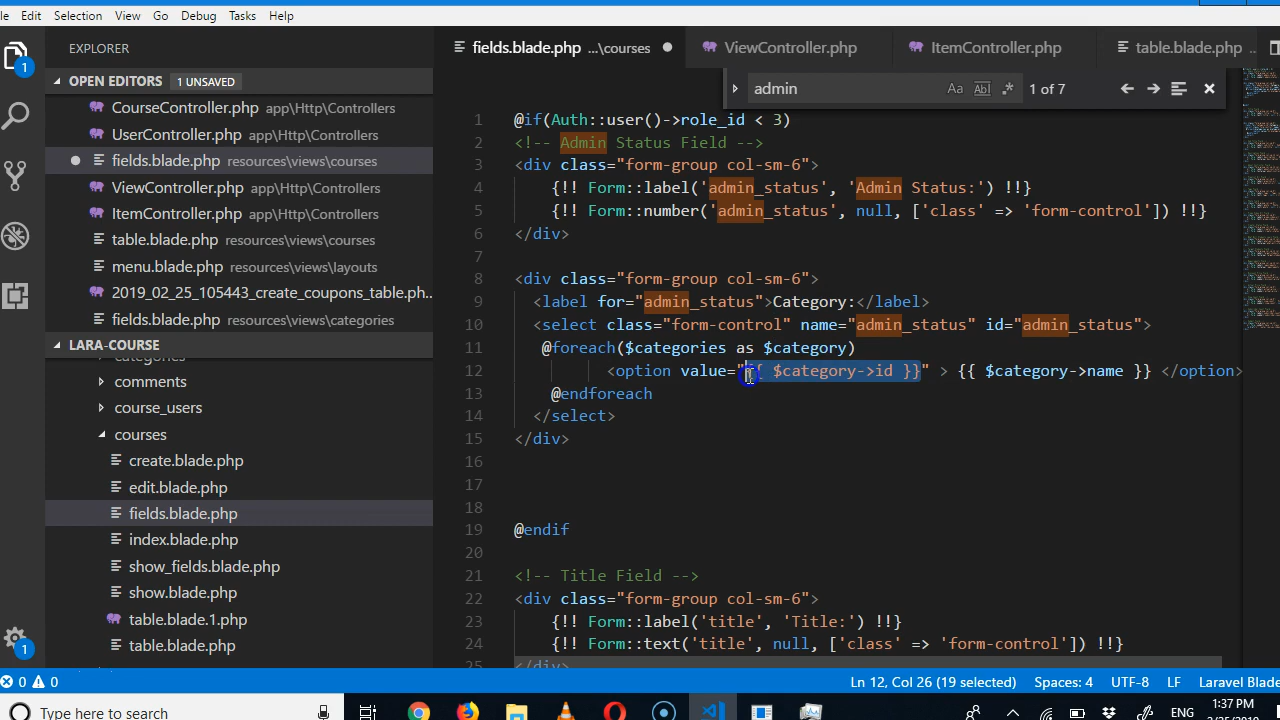 le Edit Selection View Go Debug Tasks Help
EXPLORER
OPEN EDITORS 1 UNSAVED
CourseController.php app\Http\Controllers
UserController.php app\Http\Controllers
fields.blade.php resources\views\courses
ViewController.php app\Http\Controllers
ItemController.php app\Http\Controllers
table.blade.php resources\views\courses
menu.blade.php resources\views\layouts
2019_02_25_105443_create_coupons_table.ph...
fields.blade.php resources\views\categories
LARA-COURSE
comments
course_users
courses
create.blade.php
edit.blade.php
fields.blade.php
index.blade.php
show_fields.blade.php
show.blade.php
table.blade.1.php
table.blade.php
fields.blade.php ...\courses
ViewController.php
ItemController.php
table.blade.php ...
admin Aa Abl .* 1 of 7
1 @if(Auth::user()->role_id < 3)
2 <!-- Admin Status Field -->
3 <div class="form-group col-sm-6">
4 {!! Form::label('admin_status', 'Admin Status:') !!}
5 {!! Form::number('admin_status', null, ['class' => 'form-control']) !!}
6 </div>
7
8 <div class="form-group col-sm-6">
9 <label for="admin_status">Category:</label>
10 <select class="form-control" name="admin_status" id="admin_status">
11 @foreach($categories as $category)
12 <option value="{{ $category->id }}" > {{ $category->name }} </option>
13 @endforeach
14 </select>
15 </div>
16
17
18
19 @endif
20
21 <!-- Title Field -->
22 <div class="form-group col-sm-6">
23 {!! Form::label('title', 'Title:') !!}
24 {!! Form::text('title', null, ['class' => 'form-control']) !!}
25 </div>
1
1
0 0
Ln 12, Col 26 (19 selected) Spaces: 4 UTF-8 LF Laravel Blade
Type here to search
1:37 PM